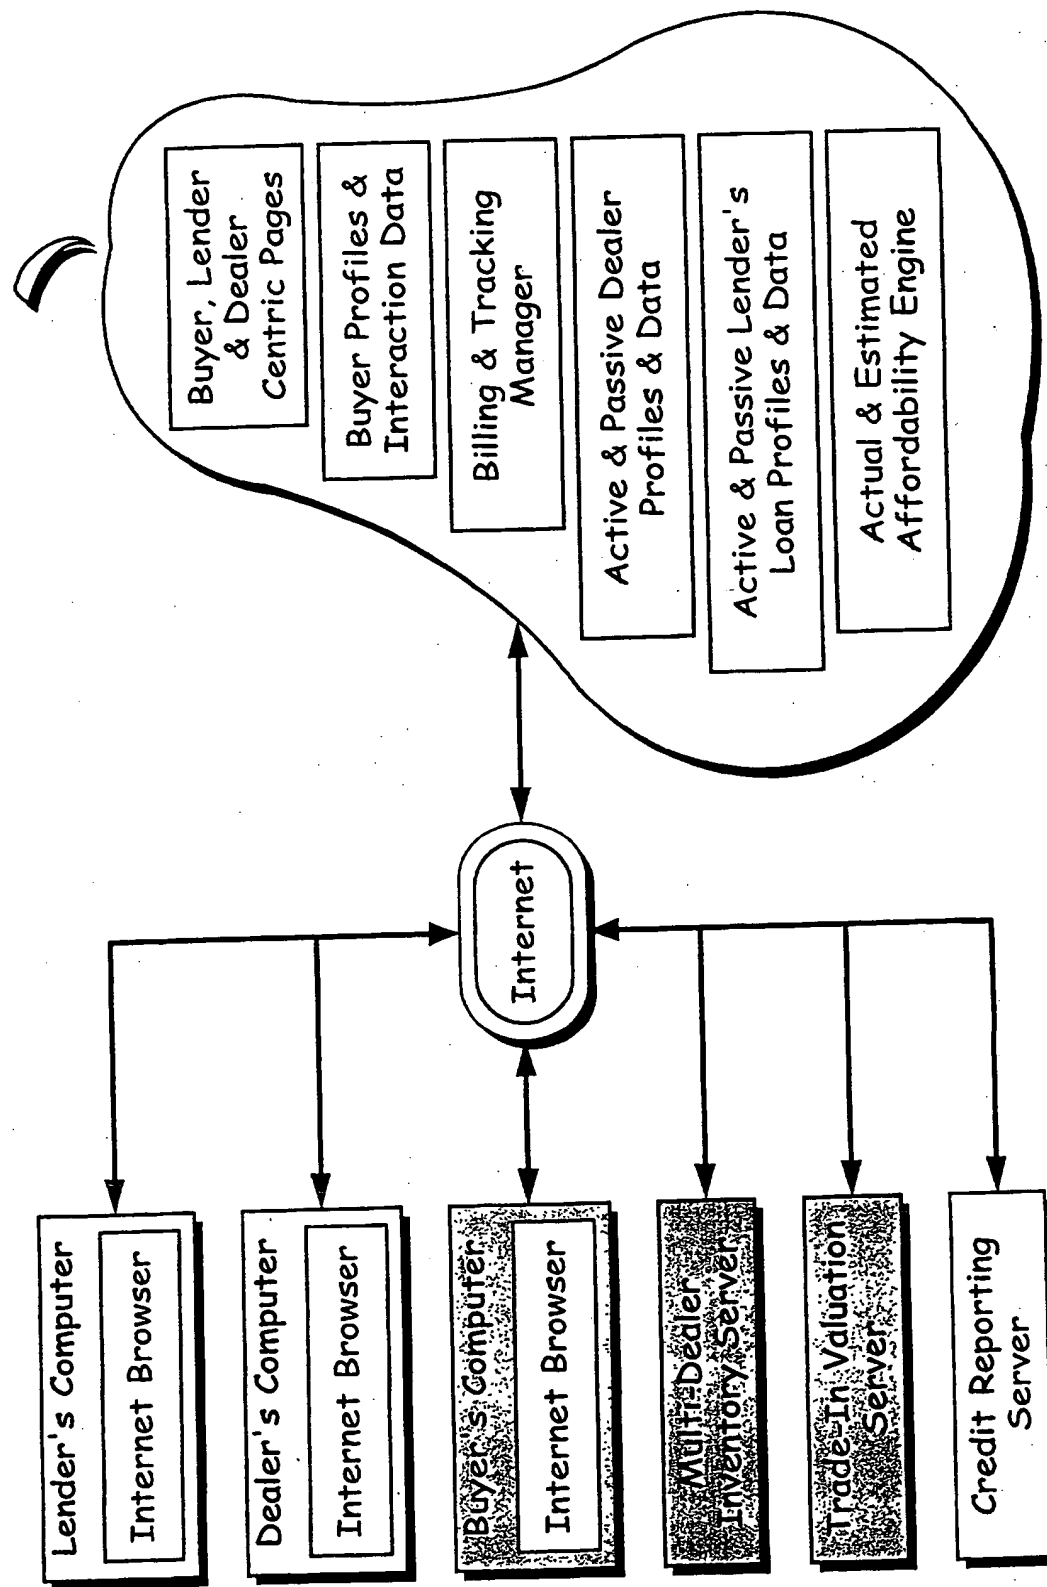 Lender's Computer
Internet Browser
Dealer's Computer
Internet Browser
Buyer's Computer
Internet Browser
Multi-Dealer
Inventory Server
Trade-In Valuation
Server
Credit Reporting
Server
Internet
Buyer, Lender
& Dealer
Centric Pages
Buyer Profiles &
Interaction Data
Billing & Tracking
Manager
Active & Passive Dealer
Profiles & Data
Active & Passive Lender's
Loan Profiles & Data
Actual & Estimated
Affordability Engine